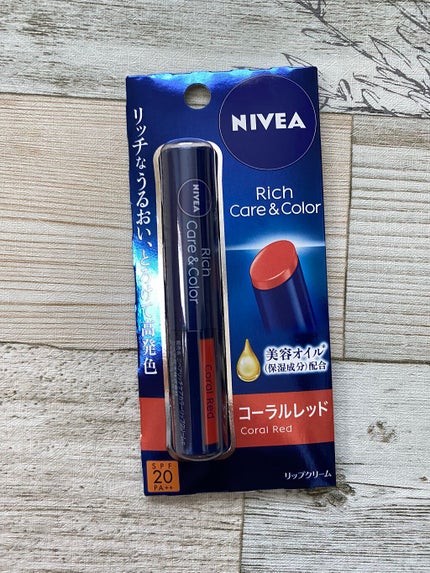 NIVEA
Rich
Care & Color
リッチなうるおい、とろけて高発色
NIVEA
Rich
Care & Color
Coral Red
美容オイル*
(保湿成分)配合
コーラルレッド
Coral Red
SPF
20
PA++
リップクリーム